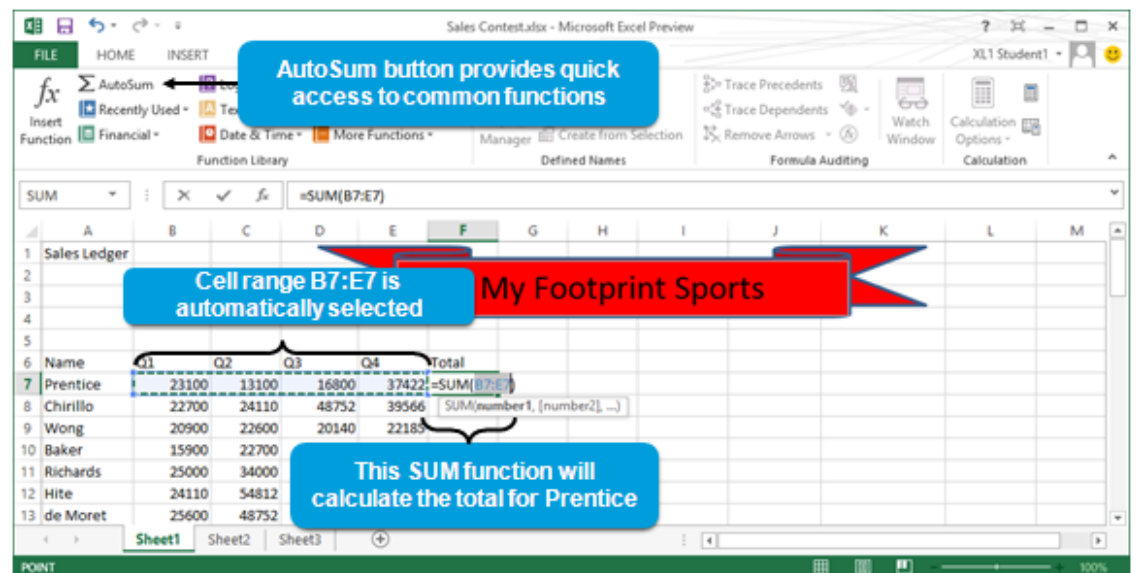 Sales Contest.xlsx - Microsoft Excel Preview
FILE HOME INSERT XL1 Student1
AutoSum button provides quick
access to common functions
fx Insert Function
Σ AutoSum
Recently Used
Financial
Date & Time
More Functions
Function Library
Manager
Create from Selection
Defined Names
Trace Precedents
Trace Dependents
Remove Arrows
Watch Window
Formula Auditing
Calculation Options
Calculation
SUM fx =SUM(B7:E7)
A B C D E F G H I J K L M
1 Sales Ledger
2
3
4
5
My Footprint Sports
Cell range B7:E7 is
automatically selected
6 Name Q1 Q2 Q3 Q4 Total
7 Prentice 23100 13100 16800 37422 =SUM(B7:E7)
8 Chirillo 22700 24110 48752 39566 SUM(number1, [number2], ...)
9 Wong 20900 22600 20140 22185
10 Baker 15900 22700
11 Richards 25000 34000
12 Hite 24110 54812
13 de Moret 25600 48752
This SUM function will
calculate the total for Prentice
Sheet1 Sheet2 Sheet3
POINT 100%